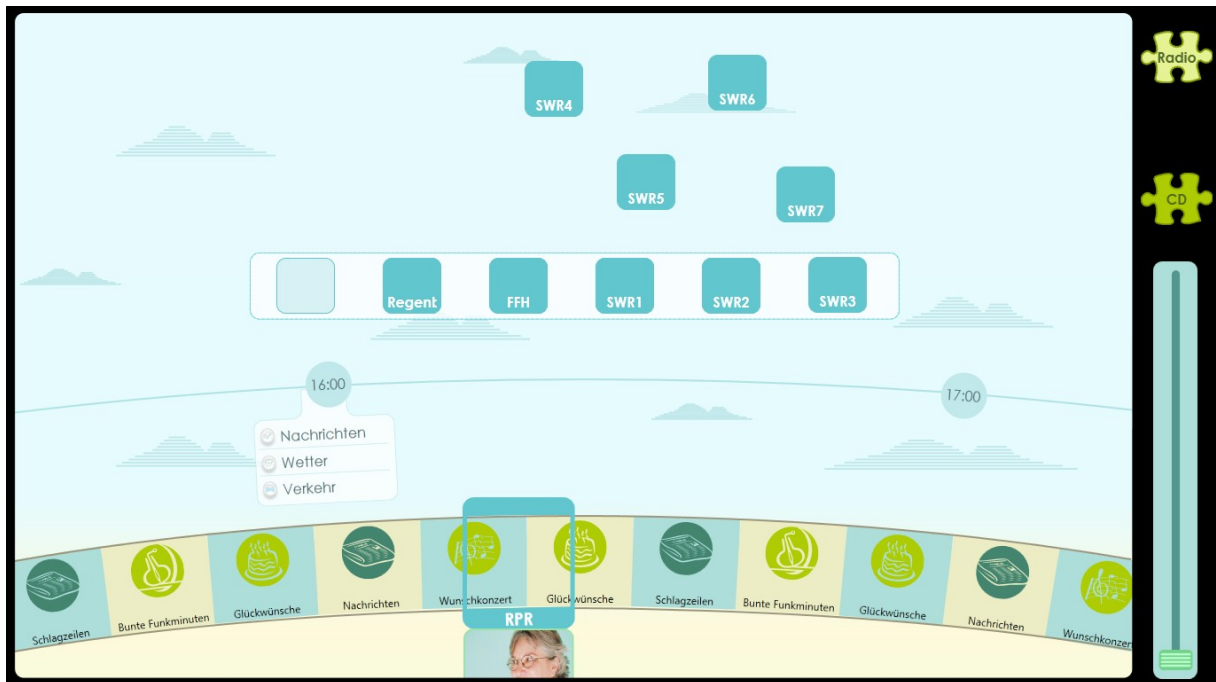 SWR4
SWR6
SWR5
SWR7
Regent
FFH
SWR1
SWR2
SWR3
16:00
17:00
Nachrichten
Wetter
Verkehr
Schlagzeilen
Bunte Funkminuten
Glückwünsche
Nachrichten
Wunschkonzert
Glückwünsche
Schlagzeilen
Bunte Funkminuten
Glückwünsche
Nachrichten
Wunschkonzer
RPR
Radio
CD